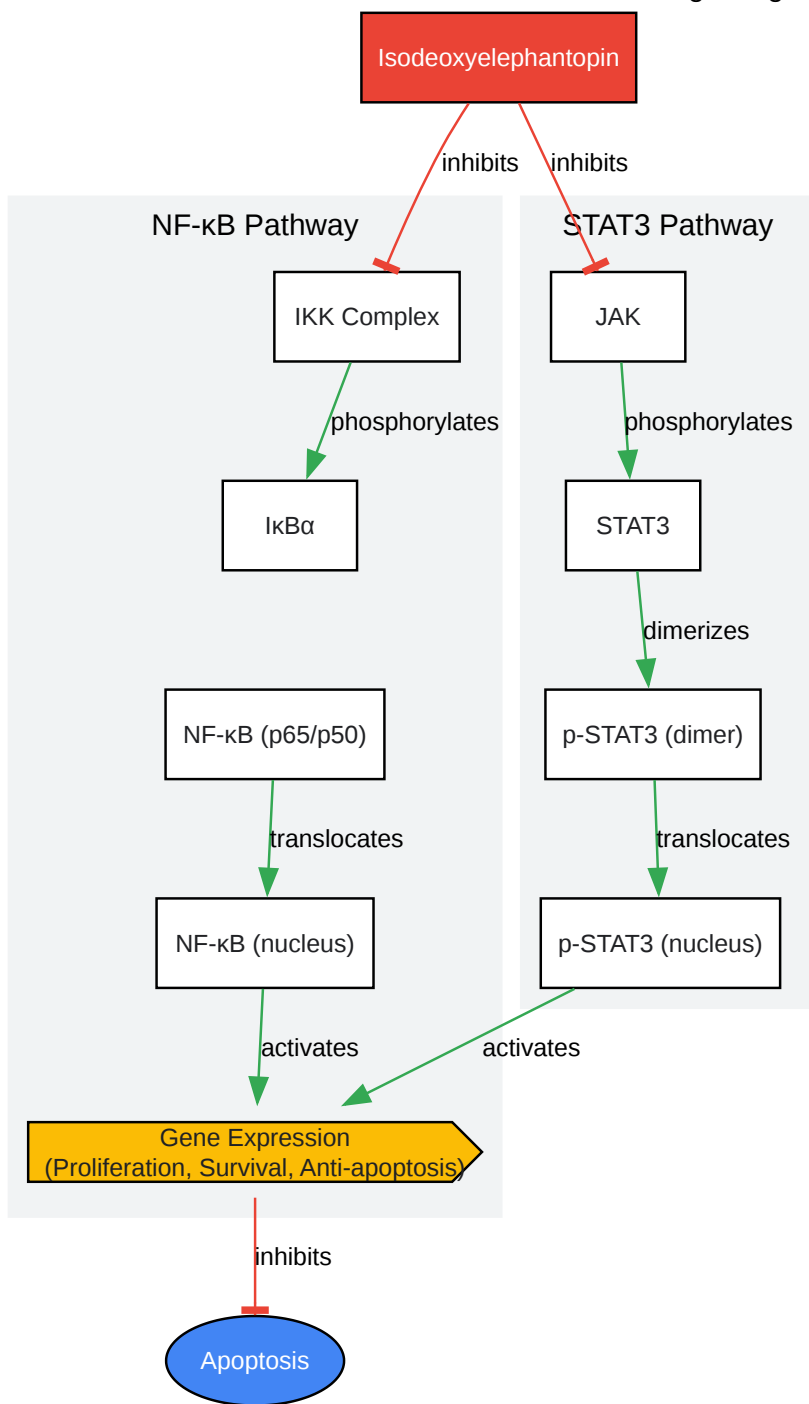 Isodeoxyelephantopin
inhibits
inhibits
NF-κB Pathway
STAT3 Pathway
IKK Complex
JAK
phosphorylates
phosphorylates
IκBα
STAT3
dimerizes
NF-κB (p65/p50)
p-STAT3 (dimer)
translocates
translocates
NF-κB (nucleus)
p-STAT3 (nucleus)
activates
activates
Gene Expression
(Proliferation, Survival, Anti-apoptosis)
inhibits
Apoptosis